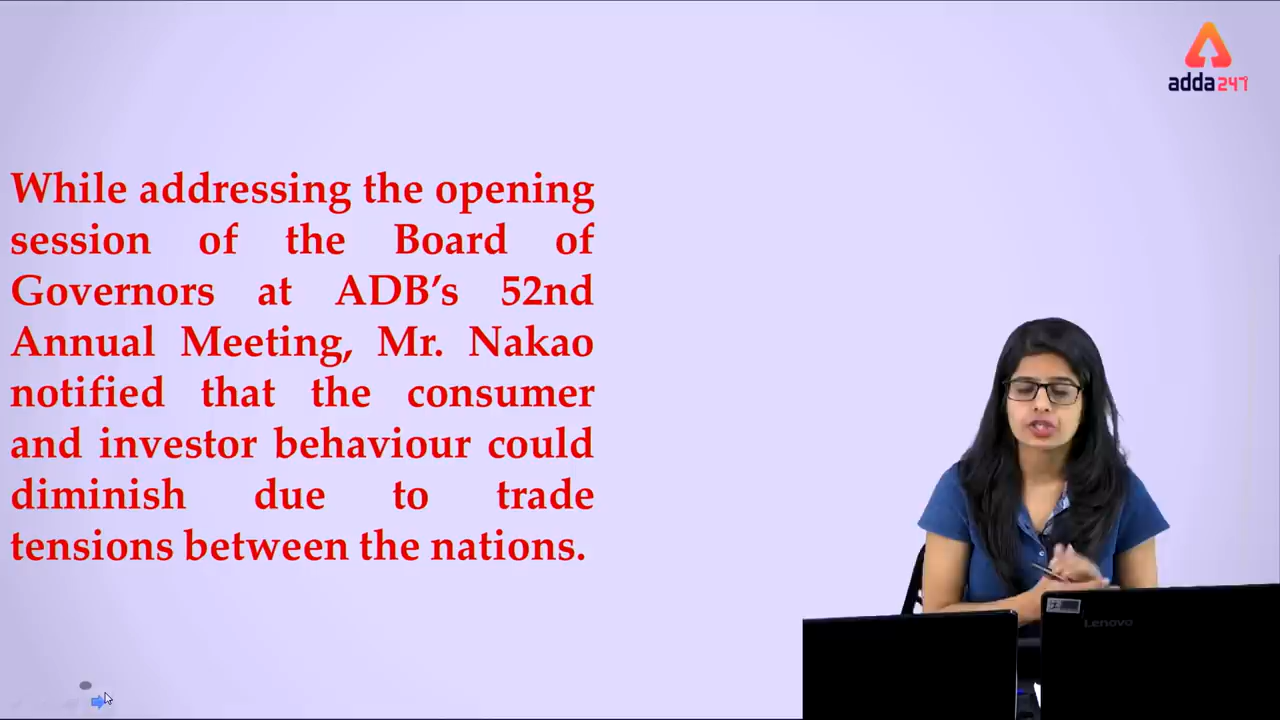 adda247
While addressing the opening
session of the Board of
Governors at ADB's 52nd
Annual Meeting, Mr. Nakao
notified that the consumer
and investor behaviour could
diminish due to trade
tensions between the nations.
Lenovo